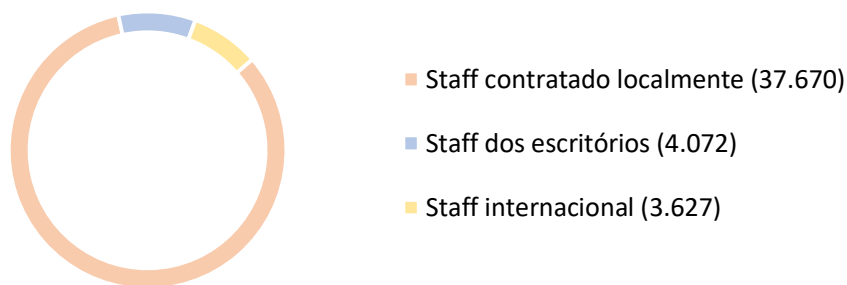 Staff contratado localmente (37.670)
Staff dos escritórios (4.072)
Staff internacional (3.627)